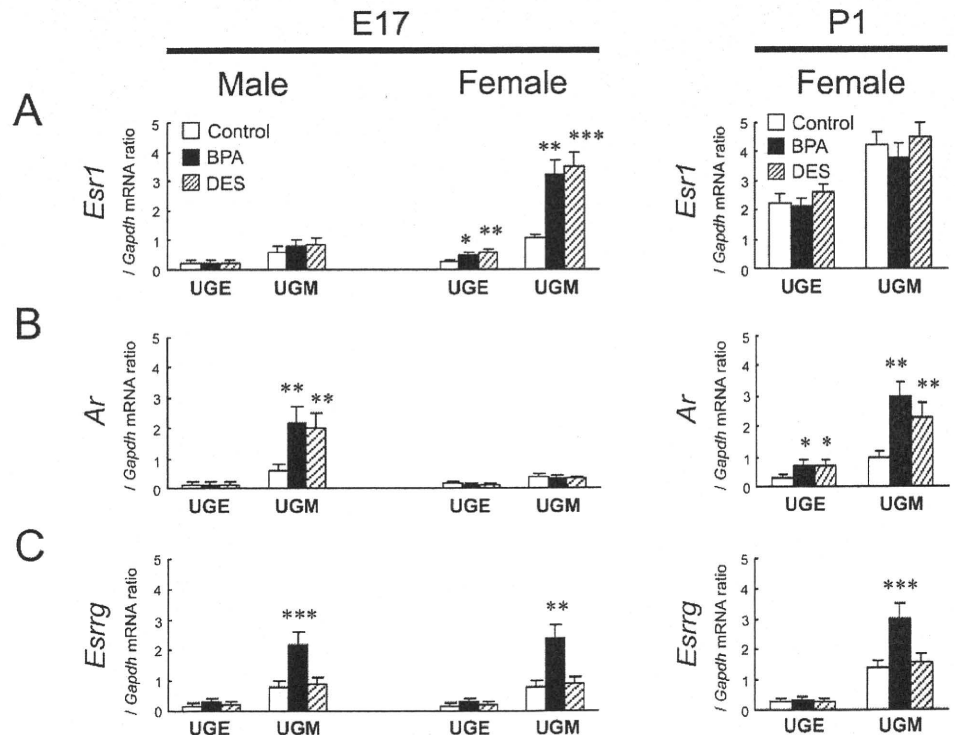 E17
P1
Male
Female
Female
A
Esr1
/ Gapdh mRNA ratio
5
4
3
2
1
0
Control
BPA
DES
*
**
**
***
UGE
UGM
UGE
UGM
Esr1
/ Gapdh mRNA ratio
5
4
3
2
1
0
Control
BPA
DES
UGE
UGM
B
Ar
/ Gapdh mRNA ratio
5
4
3
2
1
0
**
**
UGE
UGM
UGE
UGM
Ar
/ Gapdh mRNA ratio
5
4
3
2
1
0
*
*
**
**
UGE
UGM
C
Esrrg
/ Gapdh mRNA ratio
5
4
3
2
1
0
***
**
UGE
UGM
UGE
UGM
Esrrg
/ Gapdh mRNA ratio
5
4
3
2
1
0
***
UGE
UGM